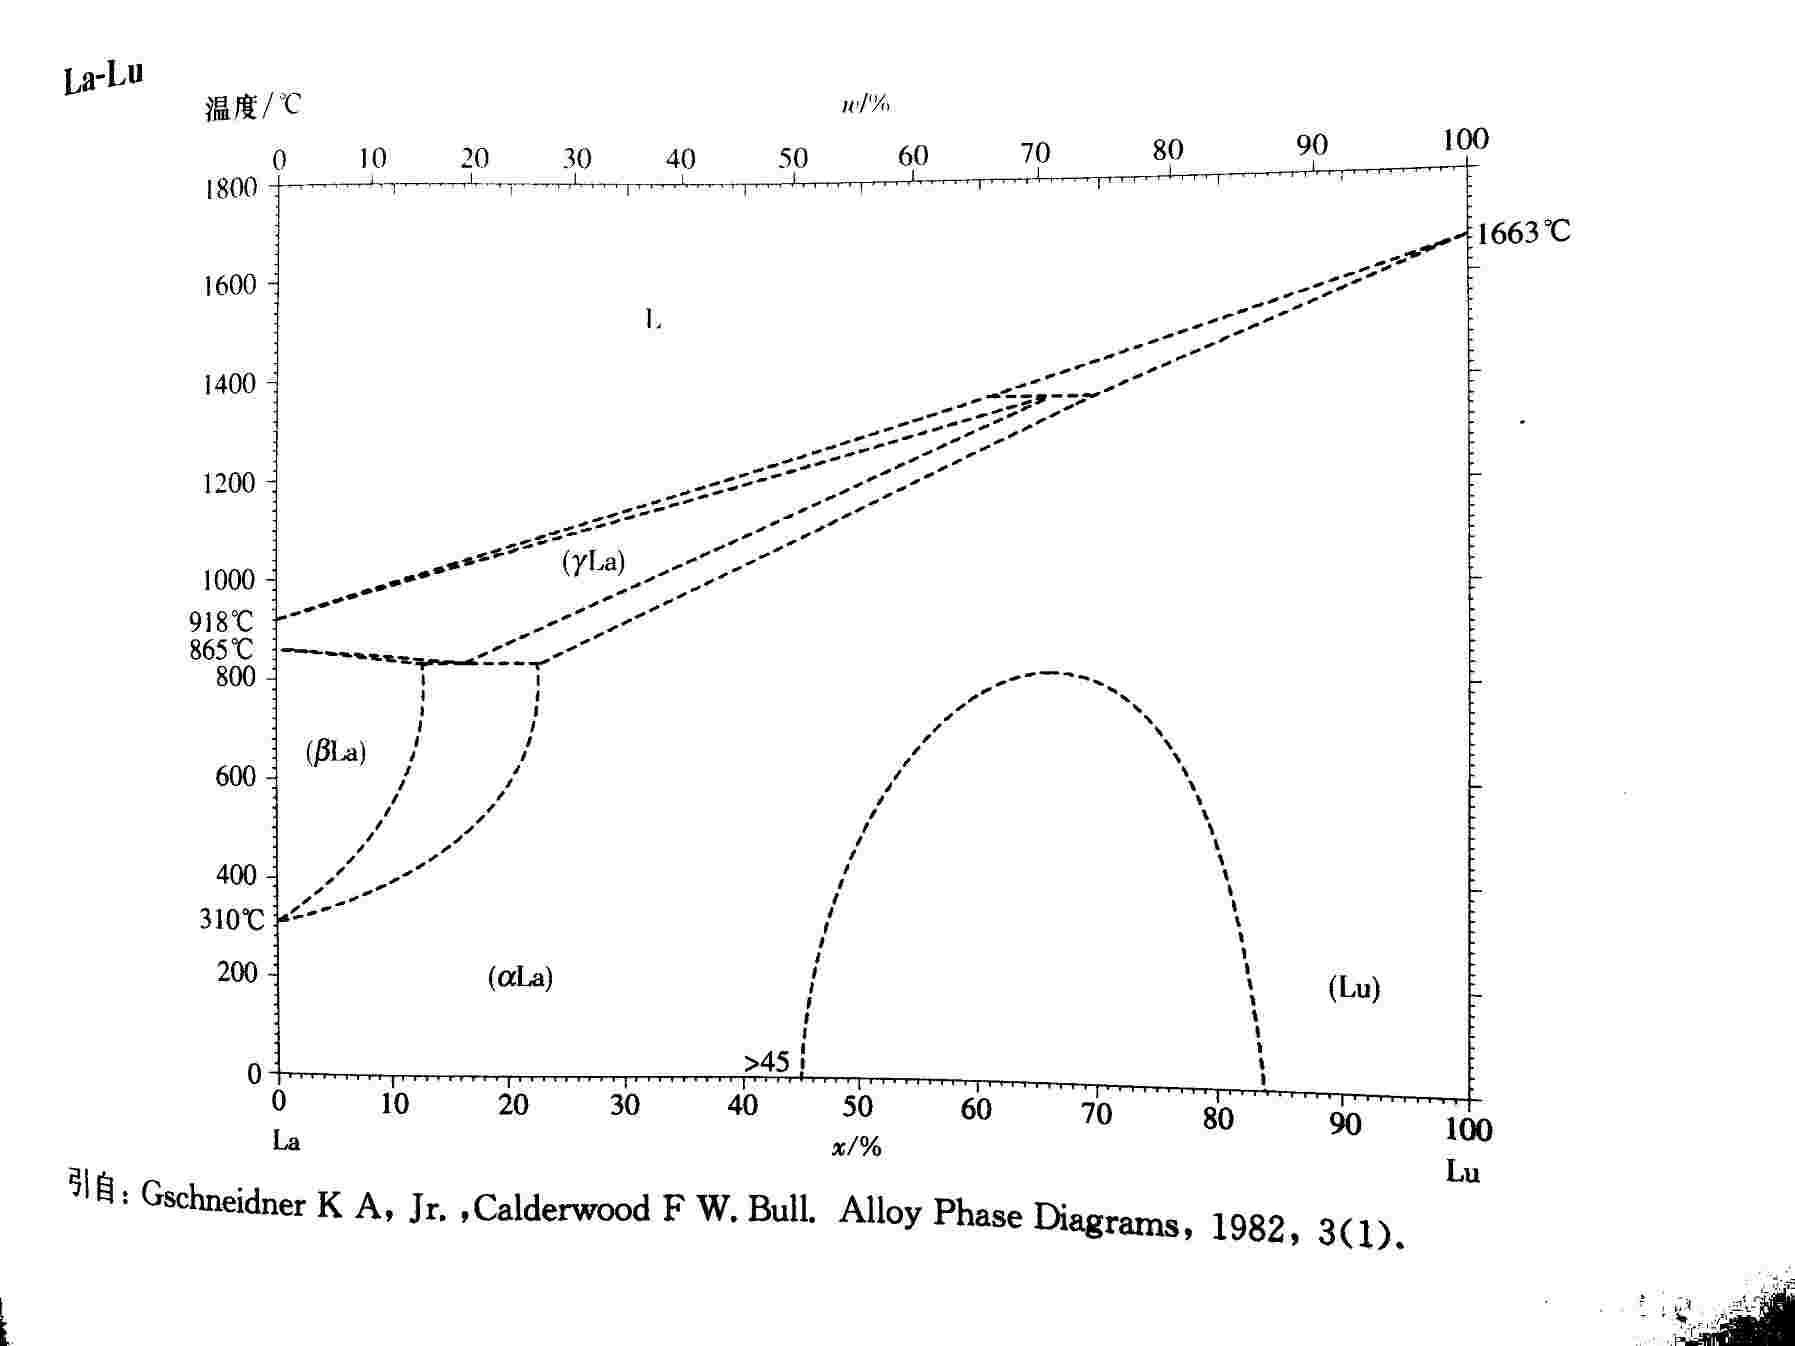 La-Lu
温度/℃
w/%
0 10 20 30 40 50 60 70 80 90 100
1800
1663℃
1600
L
1400
1200
(γLa)
1000
918℃
865℃
800
(βLa)
600
400
310℃
200
(αLa)
(Lu)
>45
0
0 10 20 30 40 50 60 70 80 90 100
La
x/%
Lu
引自: Gschneidner K A, Jr. ,Calderwood F W. Bull. Alloy Phase Diagrams, 1982, 3(1).